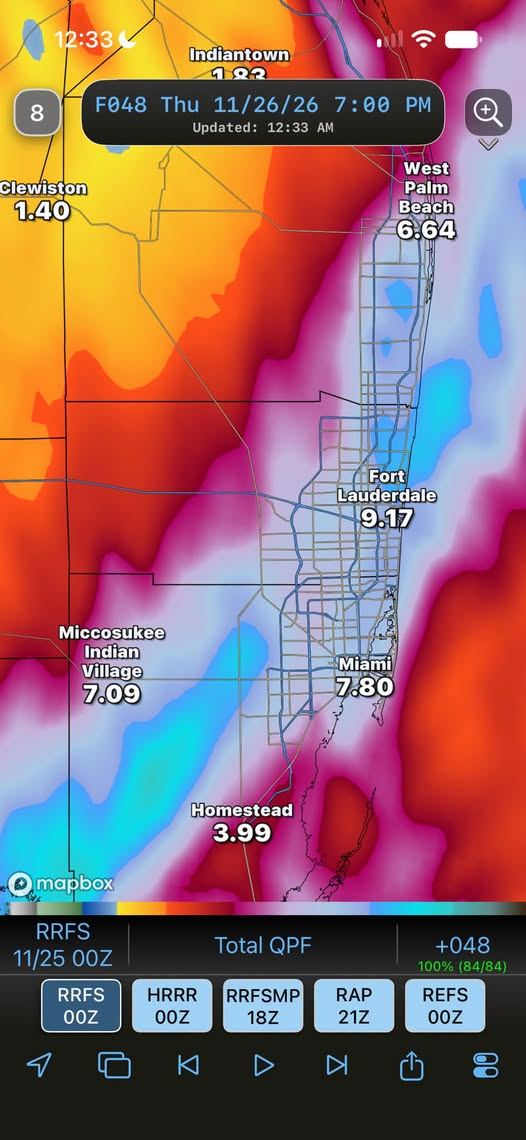 12:33
Indiantown
1.83
8
F048 Thu 11/26/26 7:00 PM
Updated: 12:33 AM
Clewiston
1.40
West
Palm
Beach
6.64
Fort
Lauderdale
9.17
Miccosukee
Indian
Village
7.09
Miami
7.80
Homestead
3.99
mapbox
RRFS
11/25 00Z
Total QPF
+048
100% (84/84)
RRFS
00Z
HRRR
00Z
RRFSMP
18Z
RAP
21Z
REFS
00Z